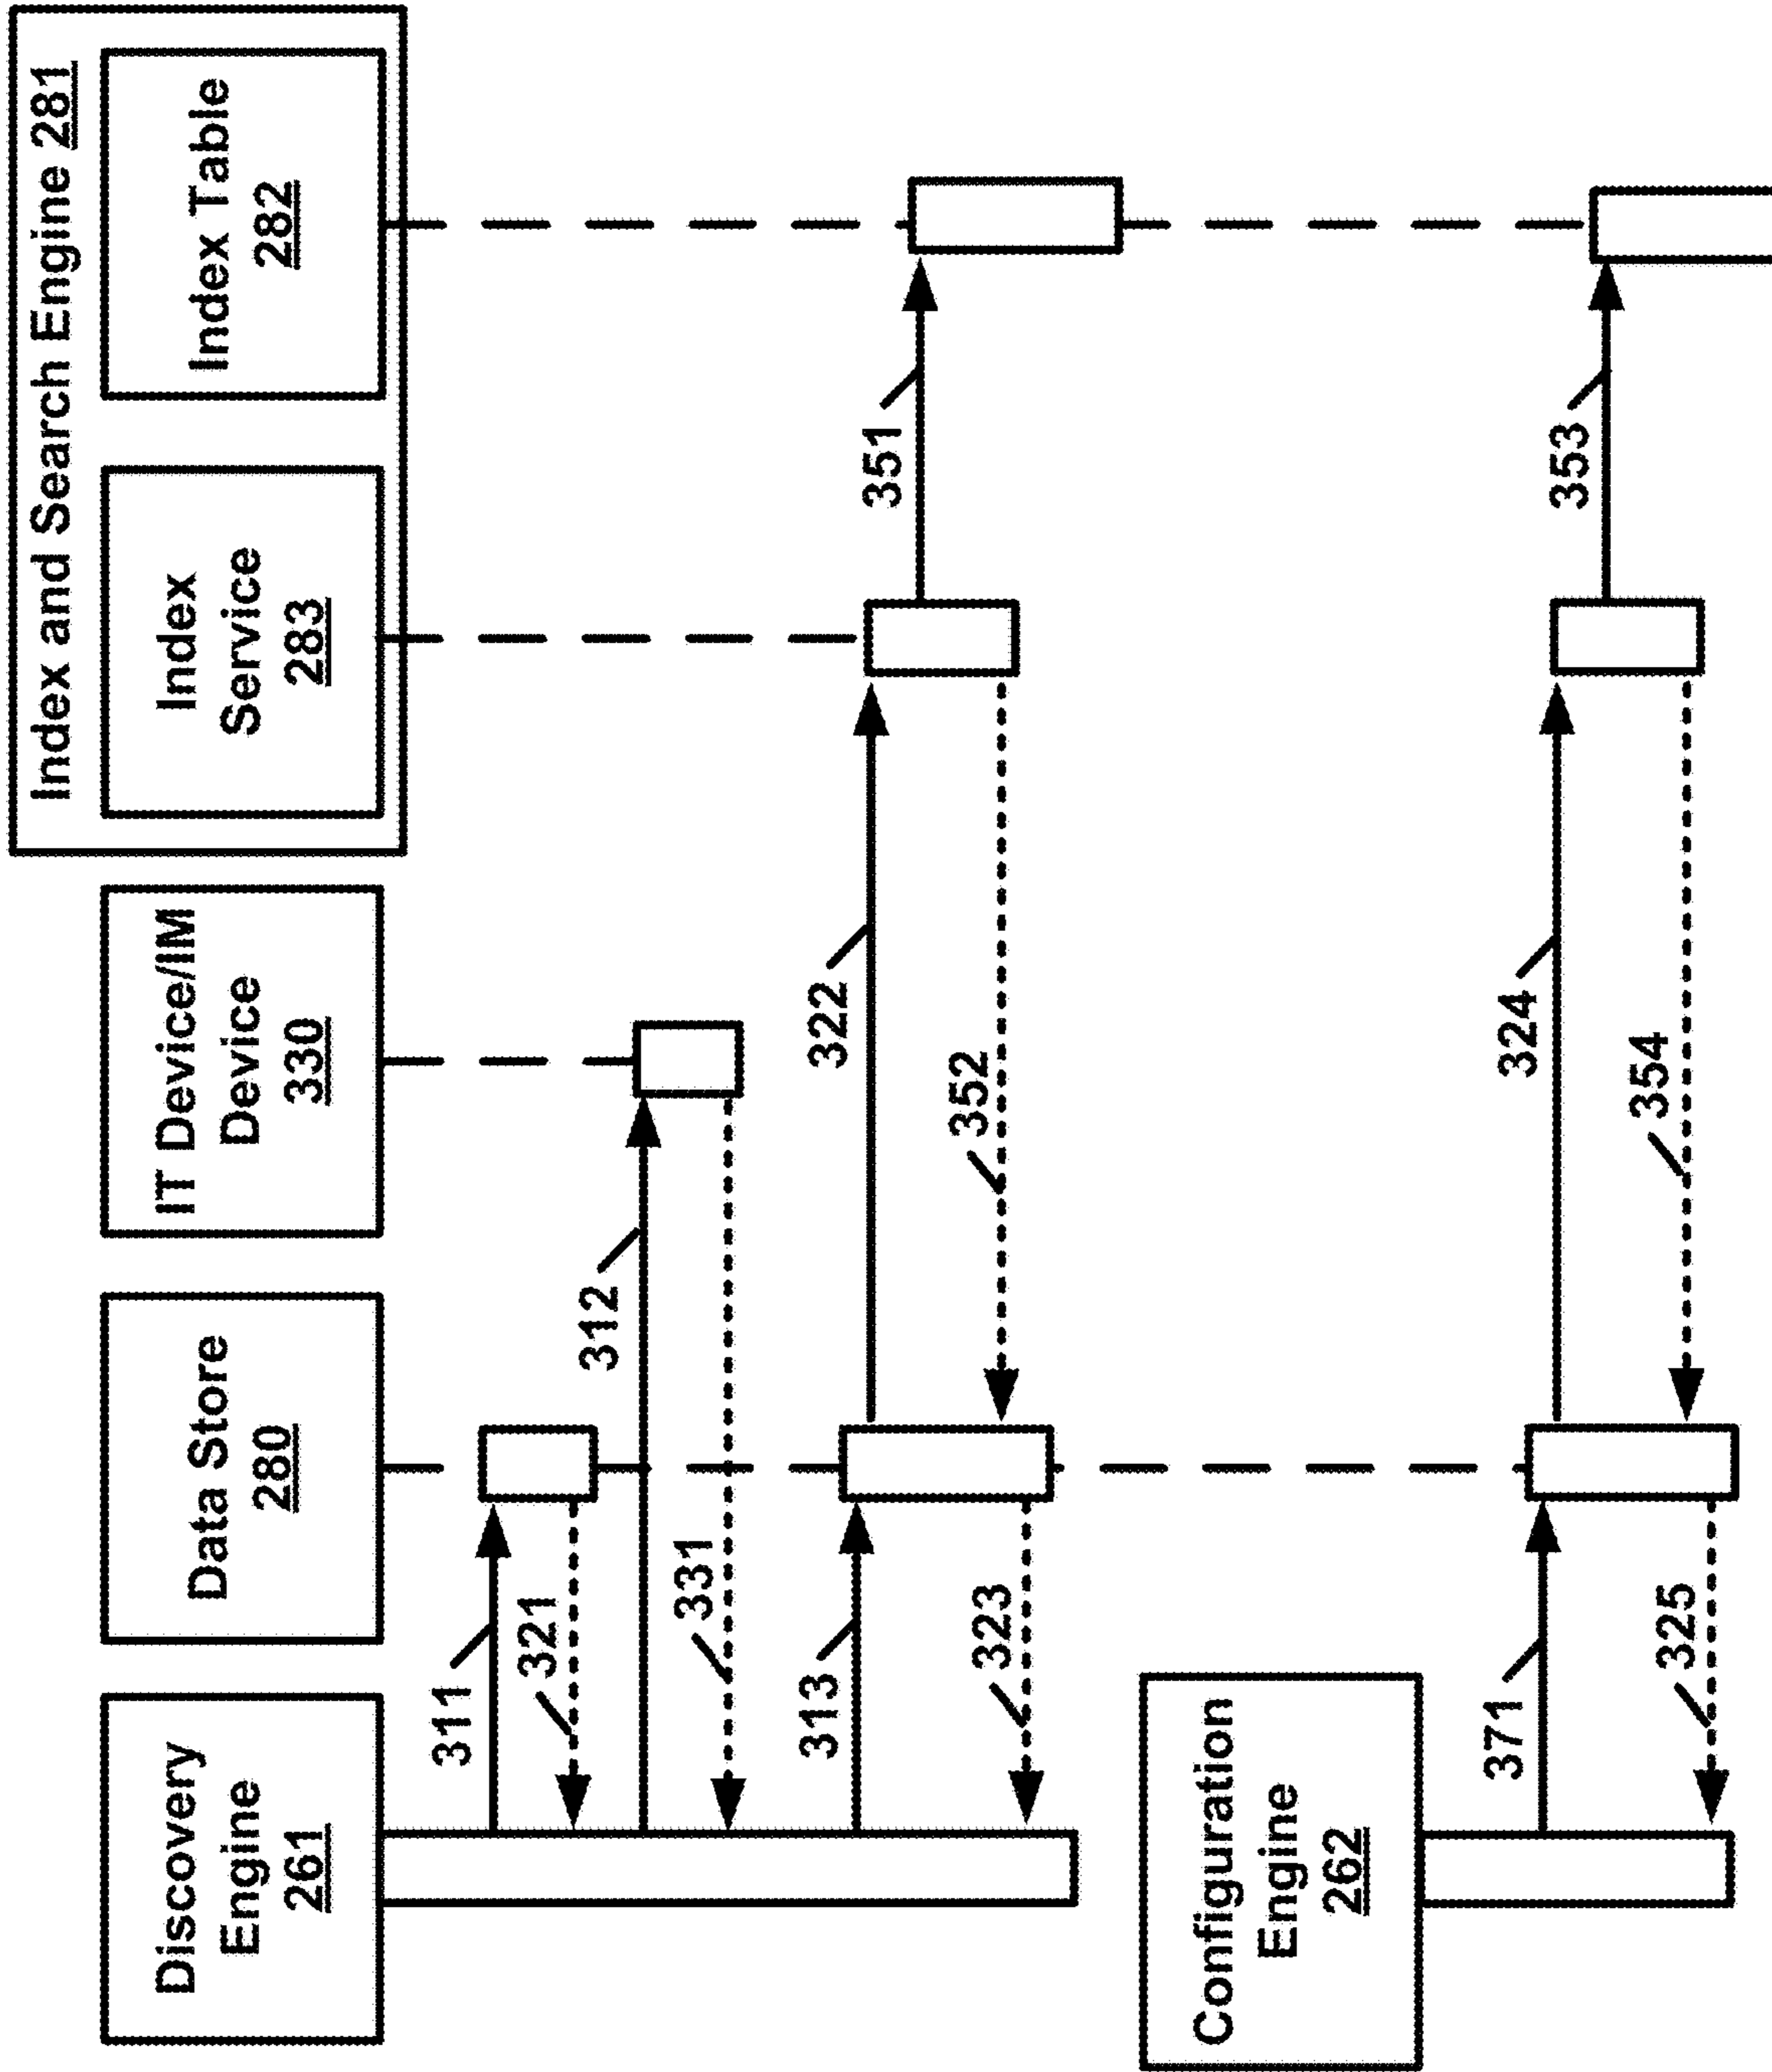 Index and Search Engine 281
Discovery
Engine
261
Data Store
280
IT Device/IM
Device
330
Index
Service
283
Index Table
282
311
321
312
331
313
322
351
352
323
Configuration
Engine
262
371
324
353
354
325